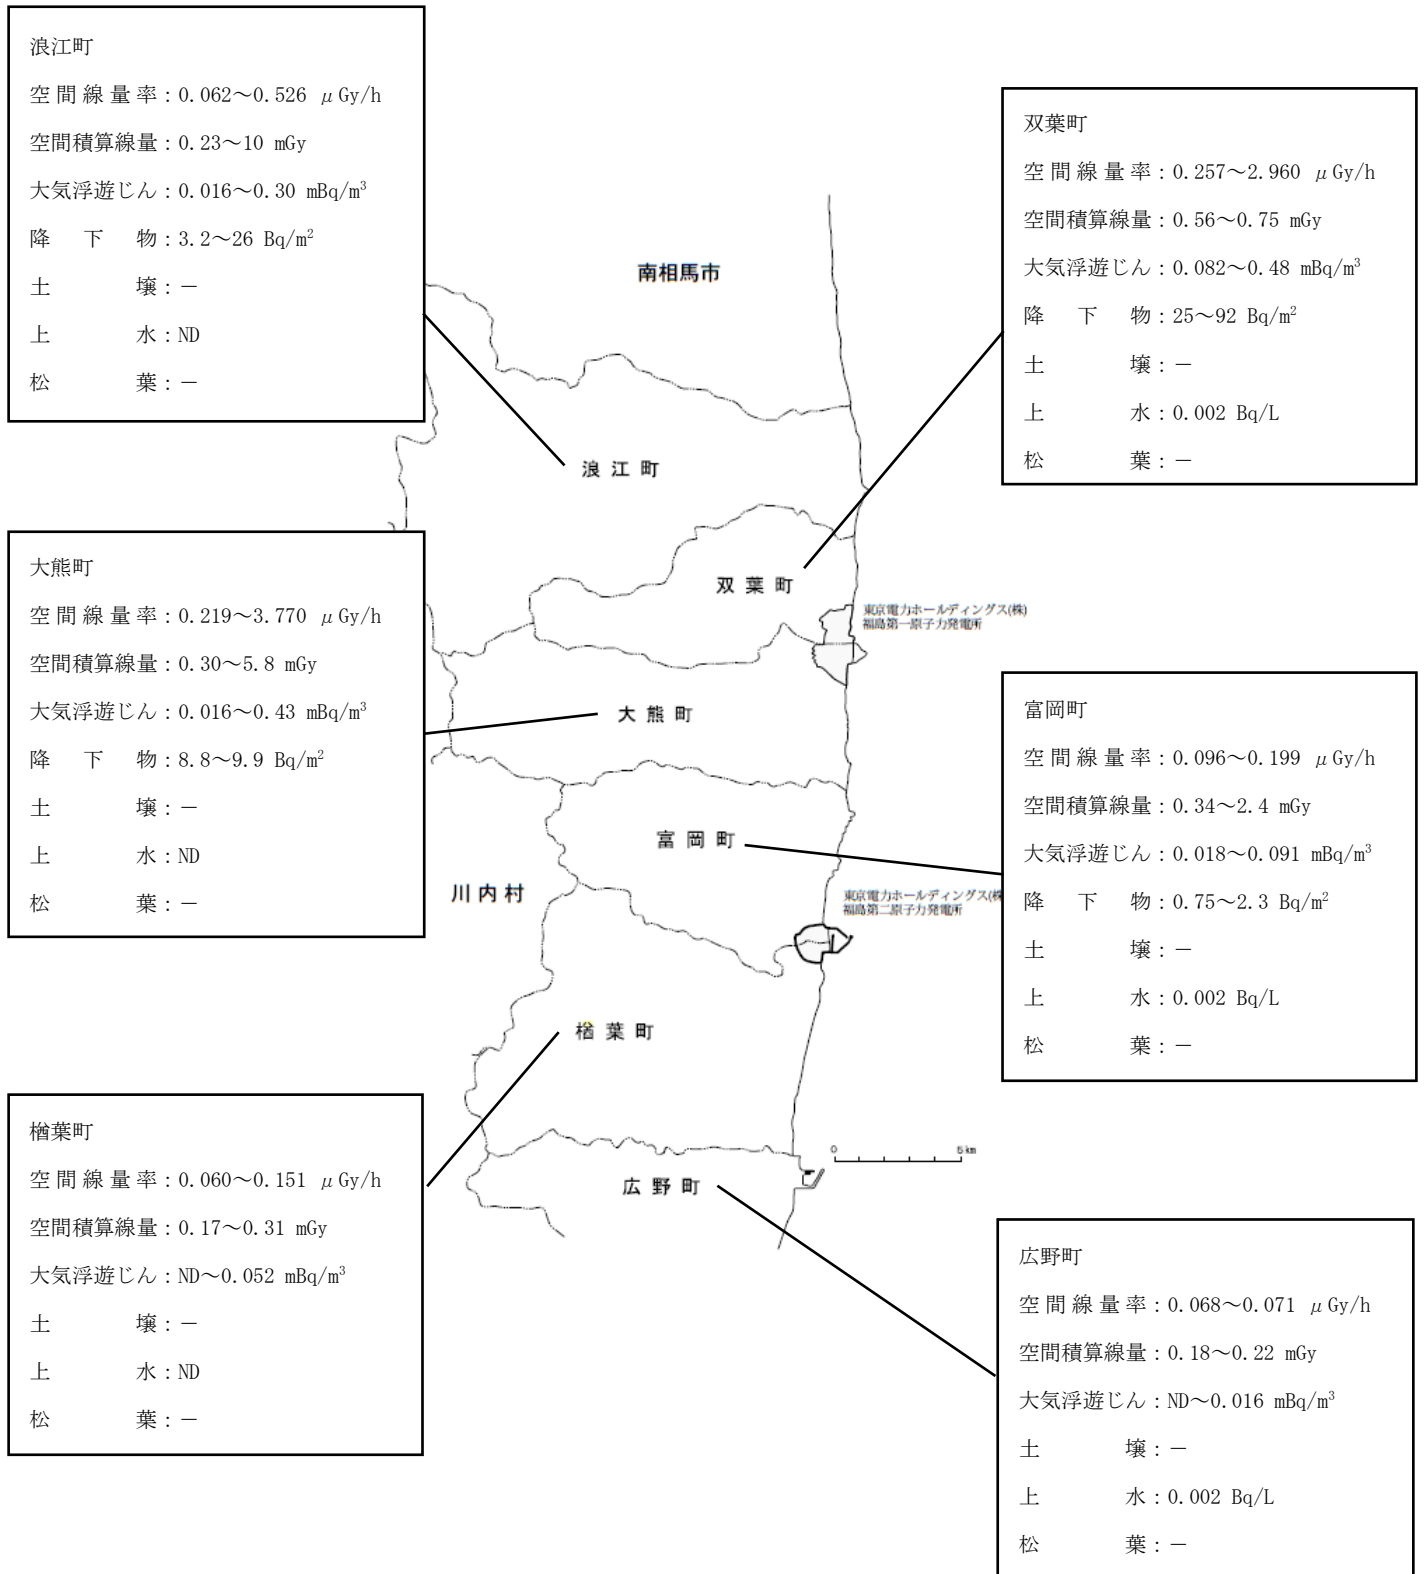 浪江町
空間線量率：0.062～0.526 μGy/h
空間積算線量：0.23～10 mGy
大気浮遊じん：0.016～0.30 mBq/m³
降下物：3.2～26 Bq/m²
土壌：－
上水：ND
松葉：－
双葉町
空間線量率：0.257～2.960 μGy/h
空間積算線量：0.56～0.75 mGy
大気浮遊じん：0.082～0.48 mBq/m³
降下物：25～92 Bq/m²
土壌：－
上水：0.002 Bq/L
松葉：－
南相馬市
浪江町
双葉町
東京電力ホールディングス(株)
福島第一原子力発電所
大熊町
空間線量率：0.219～3.770 μGy/h
空間積算線量：0.30～5.8 mGy
大気浮遊じん：0.016～0.43 mBq/m³
降下物：8.8～9.9 Bq/m²
土壌：－
上水：ND
松葉：－
大熊町
富岡町
空間線量率：0.096～0.199 μGy/h
空間積算線量：0.34～2.4 mGy
大気浮遊じん：0.018～0.091 mBq/m³
降下物：0.75～2.3 Bq/m²
土壌：－
上水：0.002 Bq/L
松葉：－
富岡町
川内村
東京電力ホールディングス(株
福島第二原子力発電所
楢葉町
楢葉町
空間線量率：0.060～0.151 μGy/h
空間積算線量：0.17～0.31 mGy
大気浮遊じん：ND～0.052 mBq/m³
土壌：－
上水：ND
松葉：－
0 5km
広野町
広野町
空間線量率：0.068～0.071 μGy/h
空間積算線量：0.18～0.22 mGy
大気浮遊じん：ND～0.016 mBq/m³
土壌：－
上水：0.002 Bq/L
松葉：－